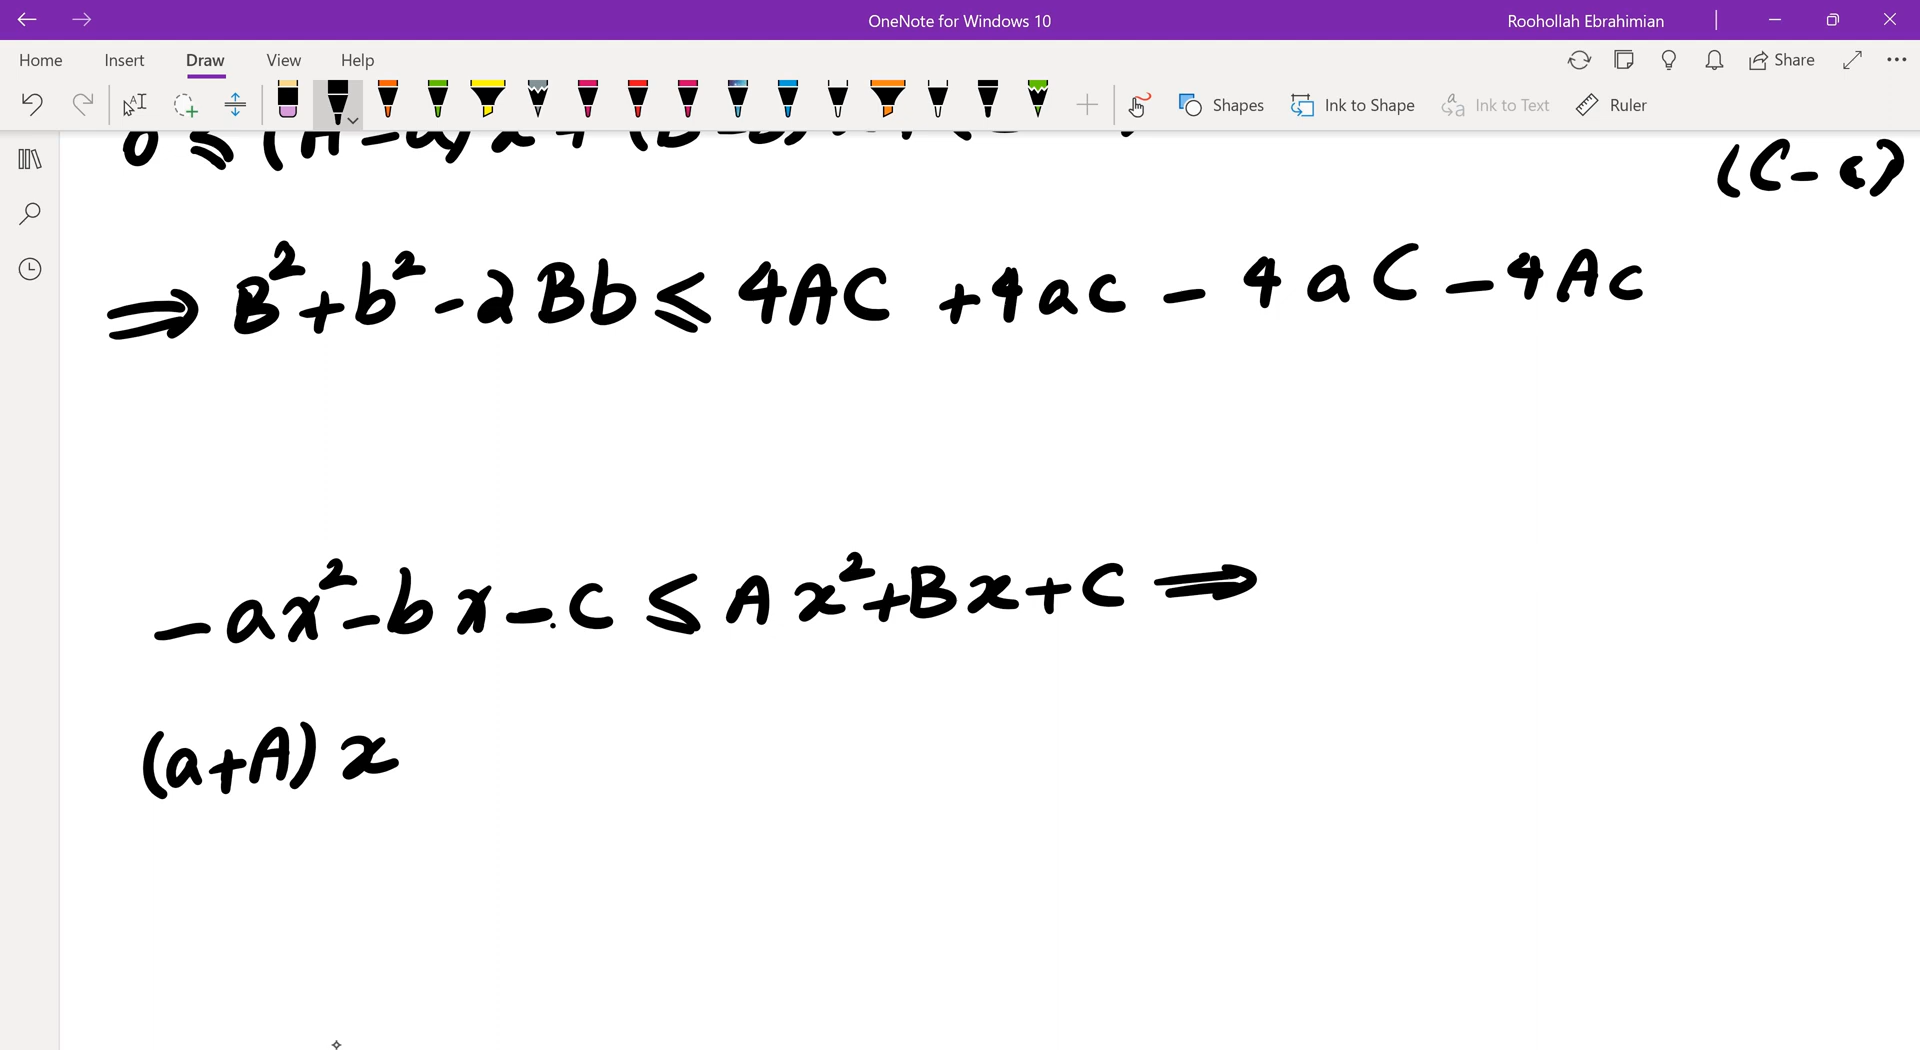 OneNote for Windows 10
Roohollah Ebrahimian
Home Insert Draw View Help
Share
Shapes Ink to Shape Ink to Text Ruler
(C-c)
⇒ B²+b²-2Bb ≤ 4AC +4ac - 4aC - 4Ac
-ax²-bx-c ≤ Ax²+Bx+C ⇒
(a+A) x